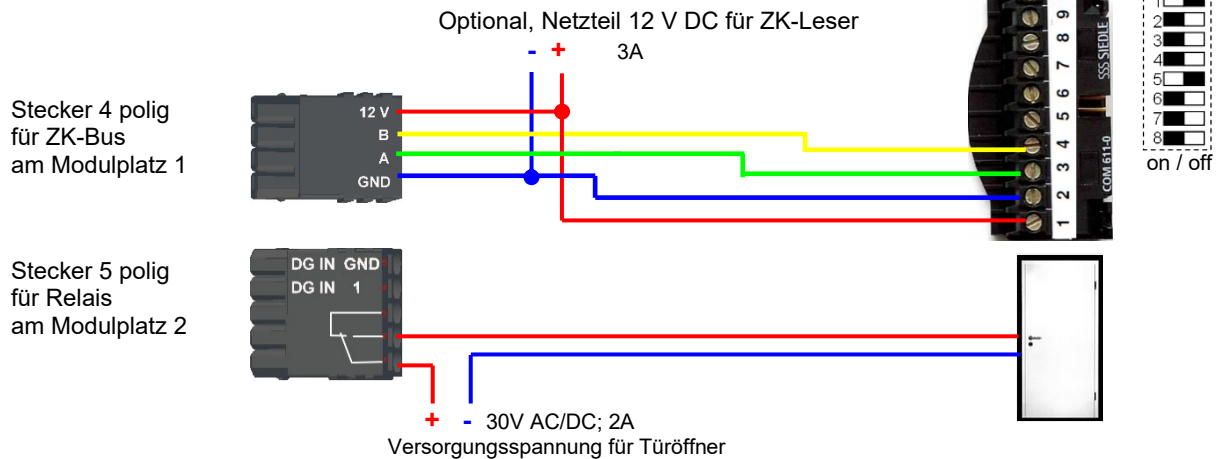 Optional, Netzteil 12 V DC für ZK-Leser
- +
3A
Stecker 4 polig
für ZK-Bus
am Modulplatz 1
12 V
B
A
GND
9
8
7
6
5
4
3
2
1
SSS SIEDLE
COM 611-0
1
2
3
4
5
6
7
8
on / off
Stecker 5 polig
für Relais
am Modulplatz 2
DG IN GND
DG IN 1
+ - 30V AC/DC; 2A
Versorgungsspannung für Türöffner